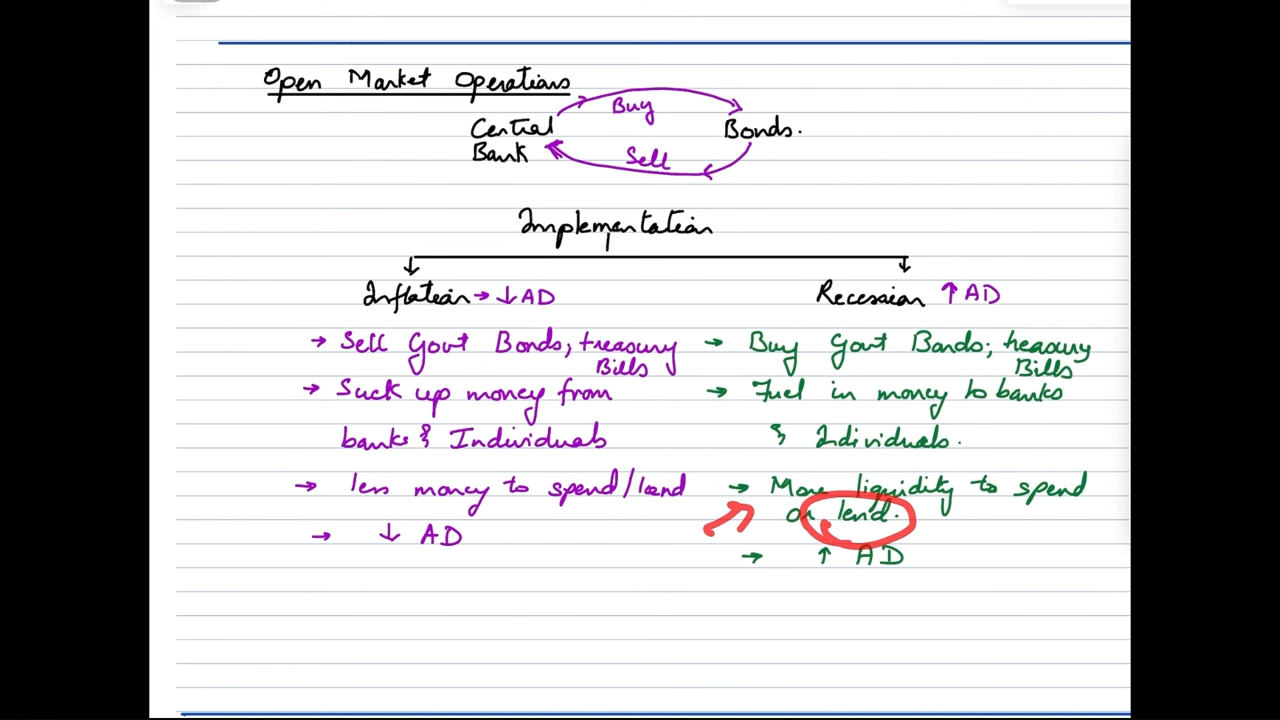 Open Market Operations
Buy
Central Bonds.
Bank
Sell
Implementation
Inflation → ↓ AD
→ Sell Govt Bonds, treasury
Bills
→ Suck up money from
banks & Individuals
→ less money to spend/lend
→ ↓ AD
Recession ↑ AD
→ Buy Govt Bonds; treasury
Bills
→ Fuel in money to banks
& Individuals.
→ More liquidity to spend
or lend.
→ ↑ AD